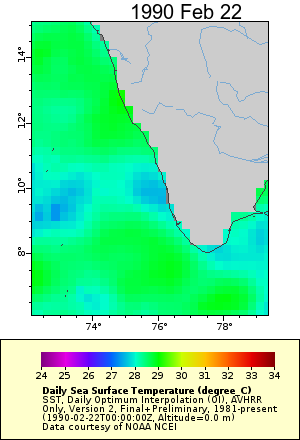 1990 Feb 22
14°
12°
10°
8°
74° 76° 78°
24 25 26 27 28 29 30 31 32 33 34
Daily Sea Surface Temperature (degree_C)
SST, Daily Optimum Interpolation (OI), AVHRR
Only, Version 2, Final+Preliminary, 1981-present
(1990-02-22T00:00:00Z, Altitude=0.0 m)
Data courtesy of NOAA NCEI